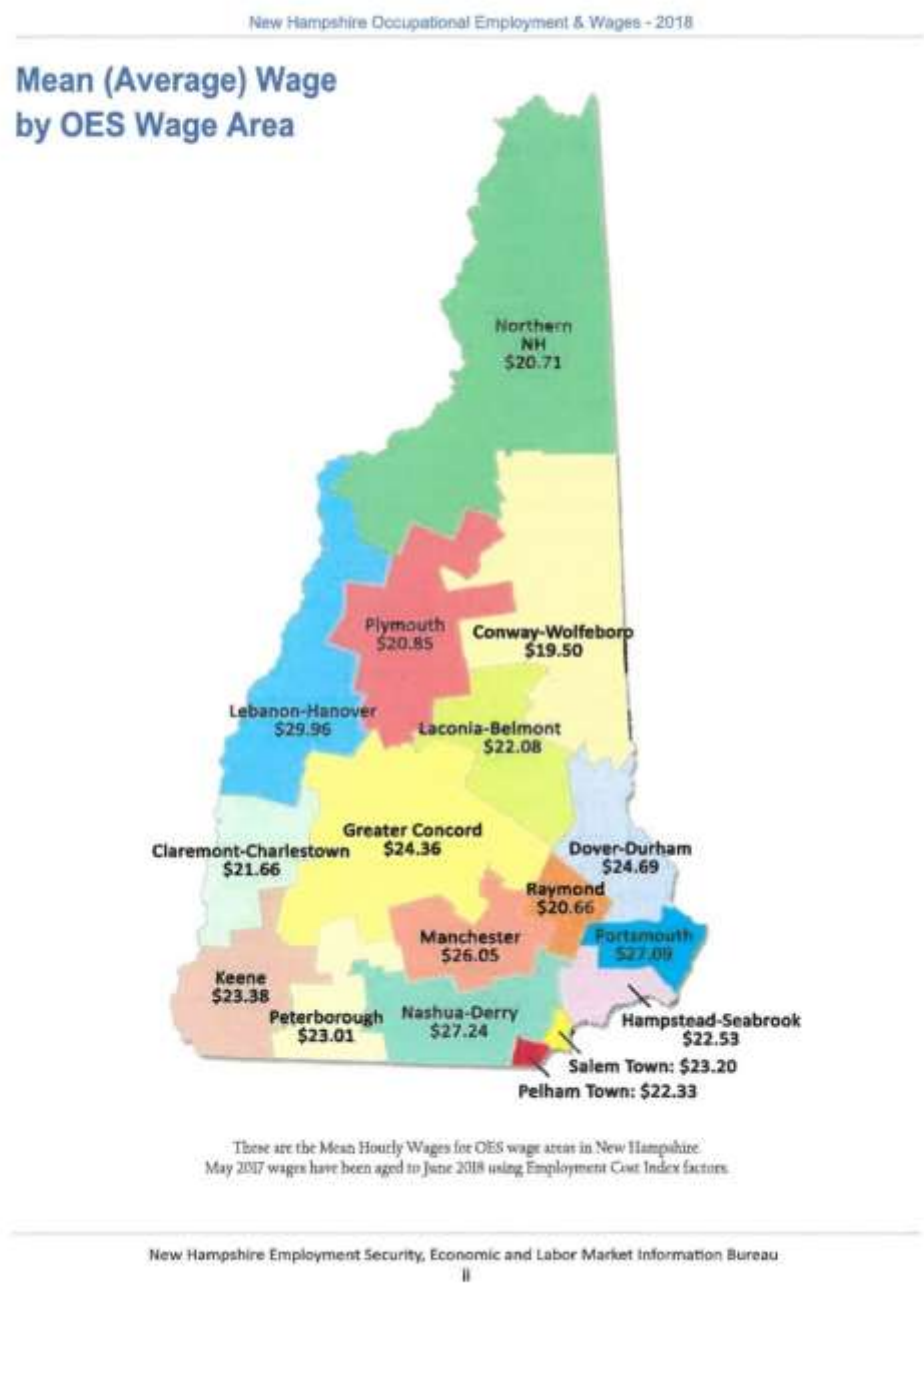 New Hampshire Occupational Employment & Wages - 2018
Mean (Average) Wage
by OES Wage Area
Northern
NH
$20.71
Plymouth
$20.85
Conway-Wolfeboro
$19.50
Lebanon-Hanover
$29.96
Laconia-Belmont
$22.08
Greater Concord
$24.36
Claremont-Charlestown
$21.66
Dover-Durham
$24.69
Raymond
$20.66
Manchester
$26.05
Portsmouth
$27.09
Keene
$23.38
Peterborough
$23.01
Nashua-Derry
$27.24
Hampstead-Seabrook
$22.53
Salem Town: $23.20
Pelham Town: $22.33
These are the Mean Hourly Wages for OES wage areas in New Hampshire.
May 2017 wages have been aged to June 2018 using Employment Cost Index factors.
New Hampshire Employment Security, Economic and Labor Market Information Bureau
ii